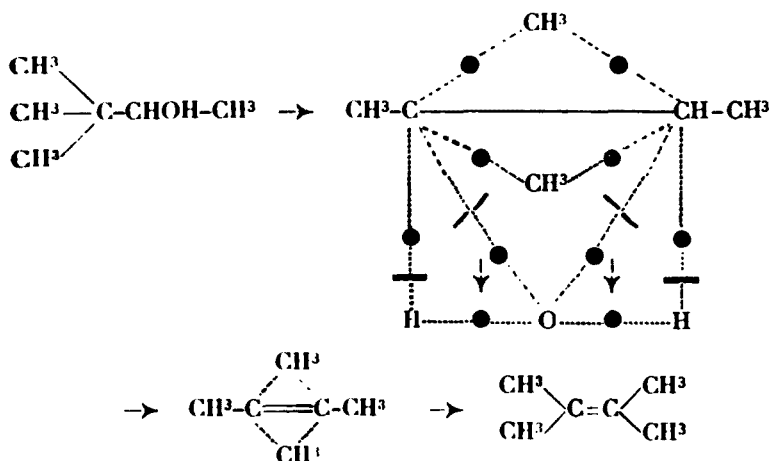 CH³
CH³
CH³ C-CHOH-CH³ → CH³-C CH-CH³
CH³
CH³
H O H
CH³
→ CH³-C=C-CH³ → CH³ CH³
C=C
CH³ CH³
CH³